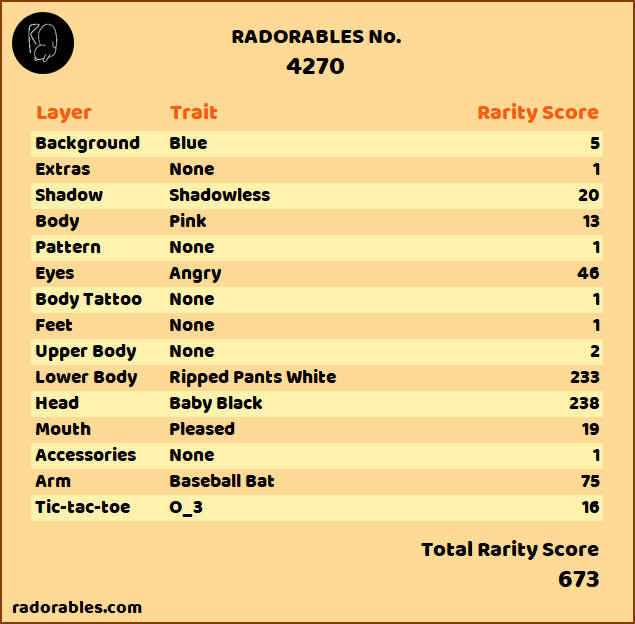 RADORABLES No.
4270
Layer Trait Rarity Score
Background Blue 5
Extras None 1
Shadow Shadowless 20
Body Pink 13
Pattern None 1
Eyes Angry 46
Body Tattoo None 1
Feet None 1
Upper Body None 2
Lower Body Ripped Pants White 233
Head Baby Black 238
Mouth Pleased 19
Accessories None 1
Arm Baseball Bat 75
Tic-tac-toe O_3 16
Total Rarity Score
673
radorables.com